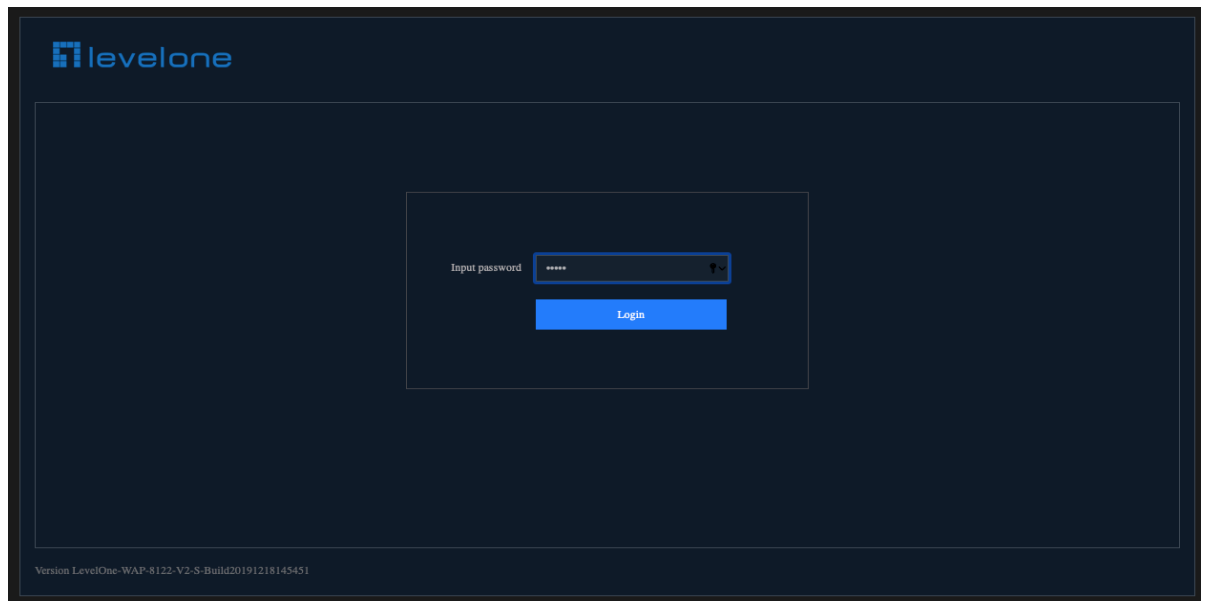 levelone
Input password •••••
Login
Version LevelOne-WAP-8122-V2-S-Build20191218145451